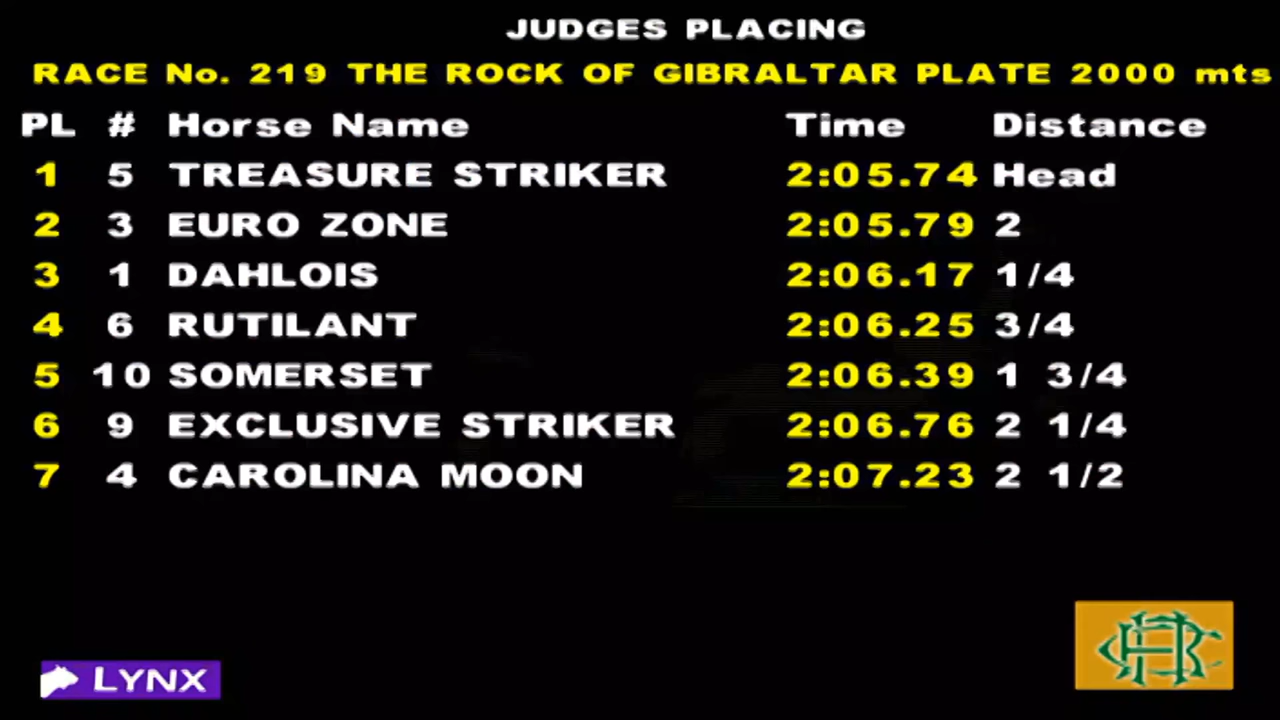 JUDGES PLACING
RACE No. 219 THE ROCK OF GIBRALTAR PLATE 2000 mts
PL # Horse Name Time Distance
1 5 TREASURE STRIKER 2:05.74 Head
2 3 EURO ZONE 2:05.79 2
3 1 DAHLOIS 2:06.17 1/4
4 6 RUTILANT 2:06.25 3/4
5 10 SOMERSET 2:06.39 1 3/4
6 9 EXCLUSIVE STRIKER 2:06.76 2 1/4
7 4 CAROLINA MOON 2:07.23 2 1/2
LYNX